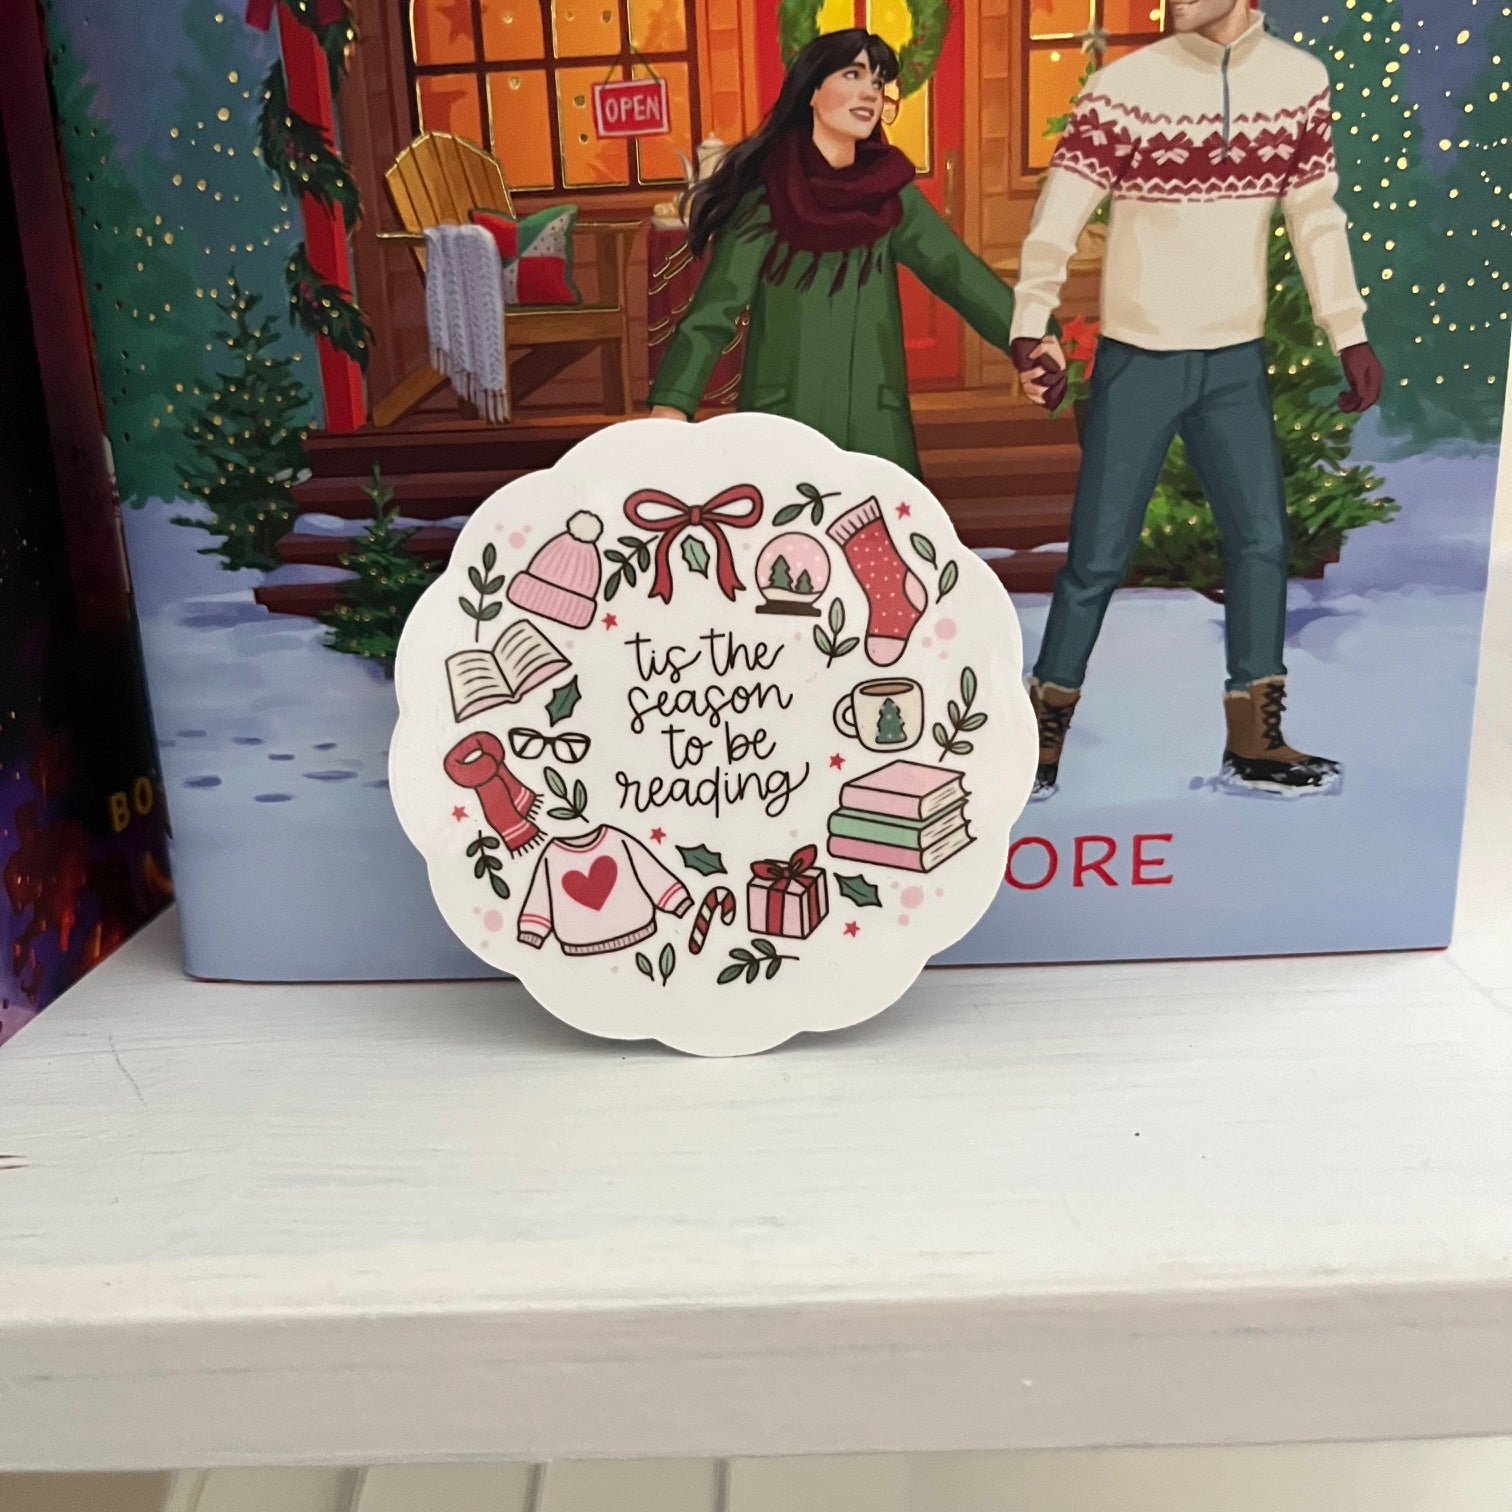 OPEN
tis the
season
to be
reading
BO
ORE